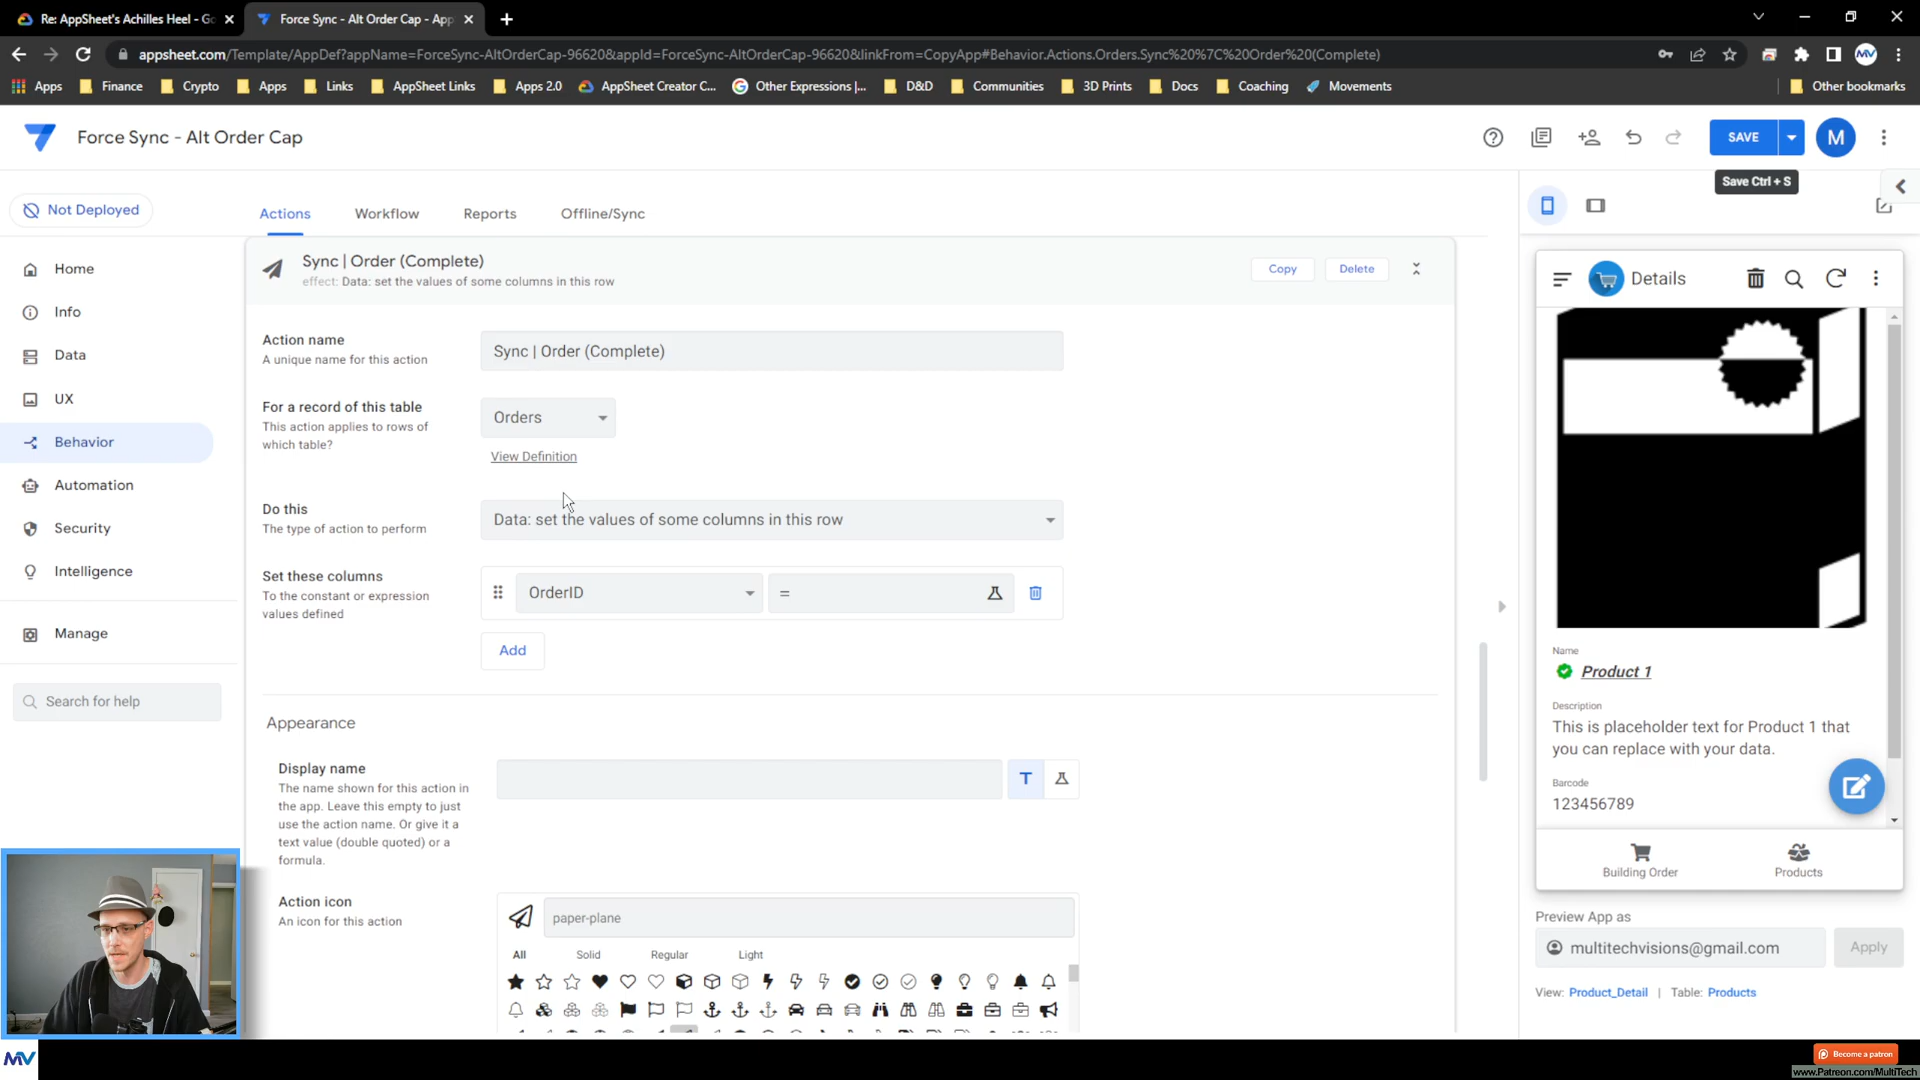 Re: AppSheet's Achilles Heel - Go
Force Sync - Alt Order Cap - App
appsheet.com/Template/AppDef?appName=ForceSync-AltOrderCap-96620&appId=ForceSync-AltOrderCap-96620&linkFrom=CopyApp#Behavior.Actions.Orders.Sync%20%7C%20Order%20(Complete)
Apps Finance Crypto Apps Links AppSheet Links Apps 2.0 AppSheet Creator C... Other Expressions |... D&D Communities 3D Prints Docs Coaching Movements Other bookmarks
Force Sync - Alt Order Cap
SAVE
M
Save Ctrl + S
Not Deployed
Actions Workflow Reports Offline/Sync
Home
Info
Data
UX
Behavior
Automation
Security
Intelligence
Manage
Search for help
Sync | Order (Complete)
effect: Data: set the values of some columns in this row
Copy Delete
Action name
A unique name for this action
Sync | Order (Complete)
For a record of this table
This action applies to rows of
which table?
Orders
View Definition
Do this
The type of action to perform
Data: set the values of some columns in this row
Set these columns
To the constant or expression
values defined
OrderID
=
Add
Appearance
Display name
The name shown for this action in
the app. Leave this empty to just
use the action name. Or give it a
text value (double quoted) or a
formula.
T
Action icon
An icon for this action
paper-plane
All Solid Regular Light
Details
Name
Product 1
Description
This is placeholder text for Product 1 that
you can replace with your data.
Barcode
123456789
Building Order Products
Preview App as
multitechvisions@gmail.com
Apply
View: Product_Detail | Table: Products
MV
Become a patron
www.Patreon.com/MultiTech